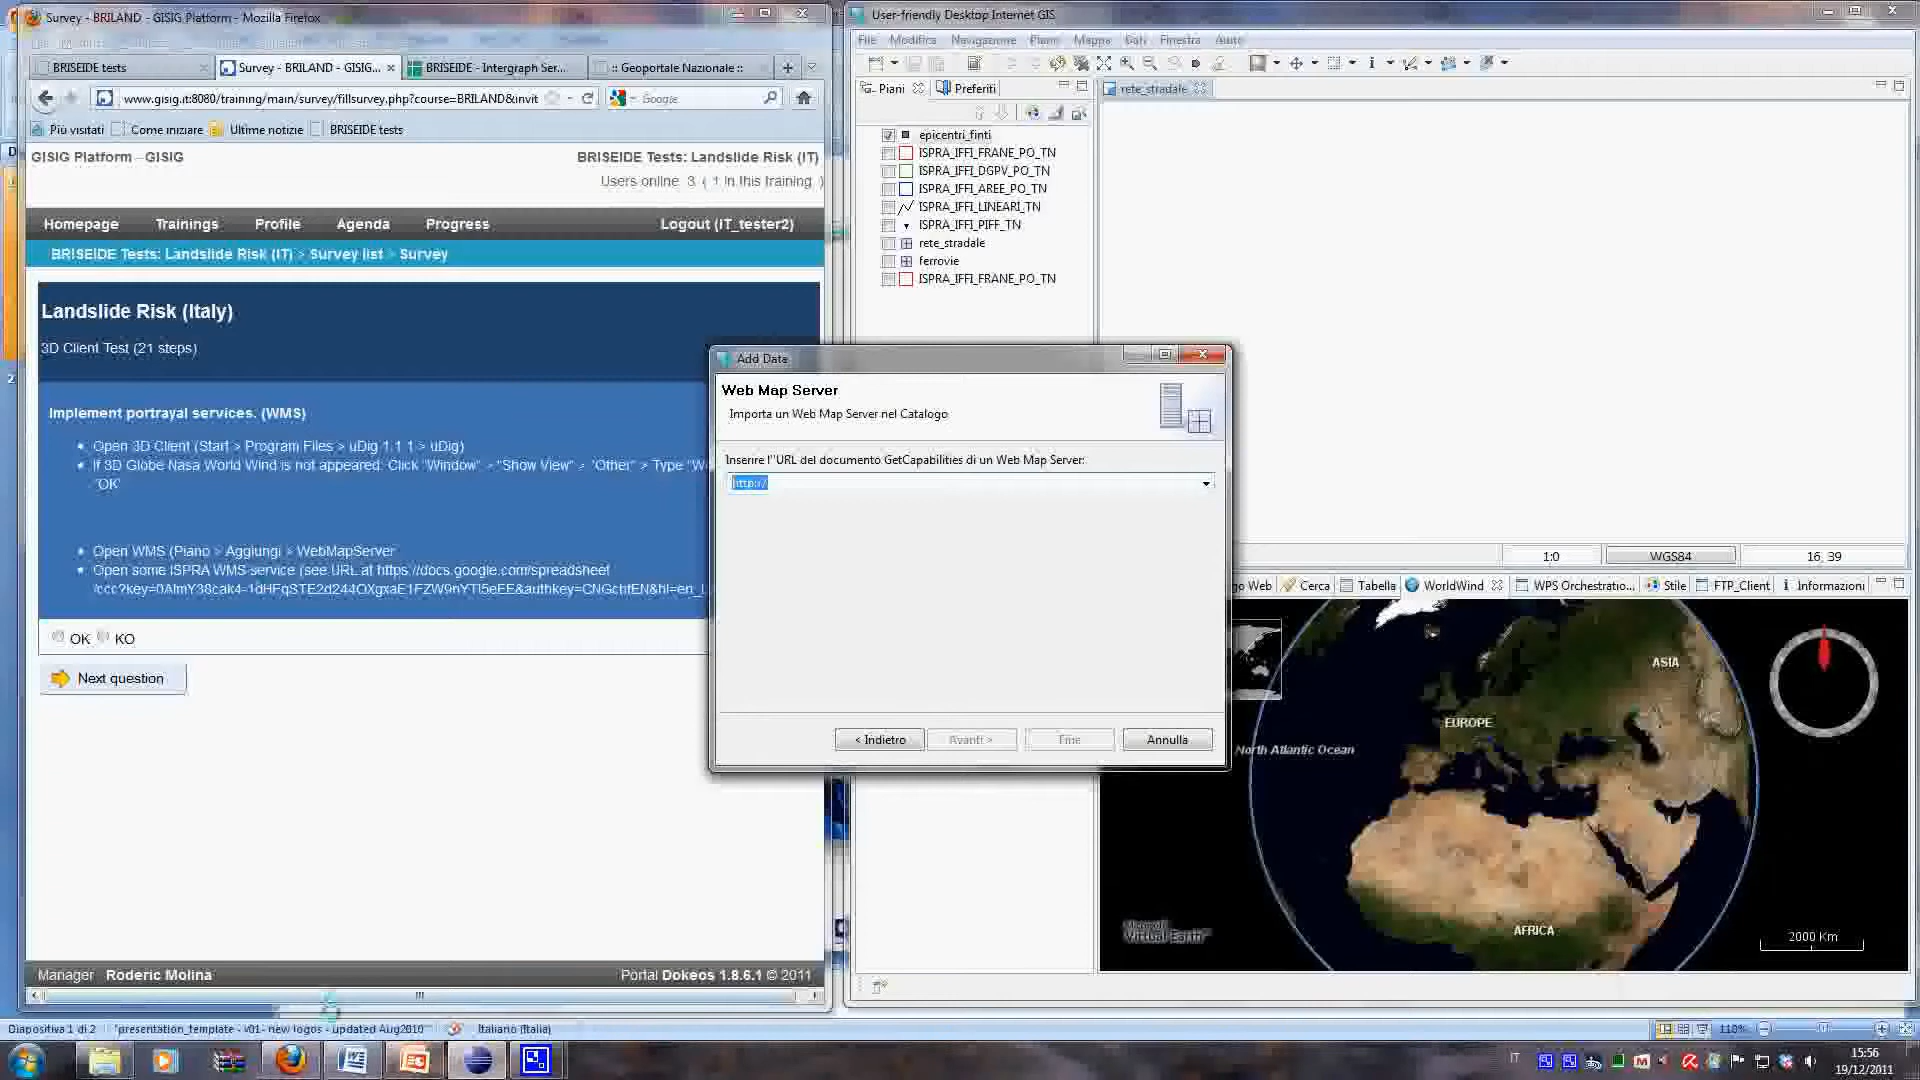 Survey - BRILAND - GISIG Platform - Mozilla Firefox
BRISEIDE tests
Survey - BRILAND - GISIG...
BRISEIDE - Intergraph Ser...
:: Geoportale Nazionale ::
www.gisig.it:8080/training/main/survey/fillsurvey.php?course=BRILAND&invit
Google
Più visitati
Come iniziare
Ultime notizie
BRISEIDE tests
GISIG Platform - GISIG
BRISEIDE Tests: Landslide Risk (IT)
Users online: 3 ( 1 in this training )
Homepage
Trainings
Profile
Agenda
Progress
Logout (IT_tester2)
BRISEIDE Tests: Landslide Risk (IT) > Survey list > Survey
Landslide Risk (Italy)
3D Client Test (21 steps)
Implement portrayal services. (WMS)
Open 3D Client (Start > Program Files > uDig 1.1.1 > uDig)
If 3D Globe Nasa World Wind is not appeared: Click "Window" > "Show View" > "Other" > Type "W
"OK"
Open WMS (Piano > Aggiungi > WebMapServer
Open some ISPRA WMS service (see URL at https://docs.google.com/spreadsheet
OK
KO
Next question
Manager Roderic Molina
Portal Dokeos 1.8.6.1 © 2011
User-friendly Desktop Internet GIS
File
Modifica
Navigazione
Piano
Mappa
Dati
Finestra
Aiuto
Piani
Preferiti
rete_stradale
epicentri_finti
ISPRA_IFFI_FRANE_PO_TN
ISPRA_IFFI_DGPV_PO_TN
ISPRA_IFFI_AREE_PO_TN
ISPRA_IFFI_LINEARI_TN
ISPRA_IFFI_PIFF_TN
rete_stradale
ferrovie
ISPRA_IFFI_FRANE_PO_TN
Add Data
Web Map Server
Importa un Web Map Server nel Catalogo
Inserire l''URL del documento GetCapabilities di un Web Map Server:
http://
< Indietro
Avanti >
Fine
Annulla
1:0
WGS84
16, 39
go Web
Cerca
Tabella
WorldWind
WPS Orchestratio...
Stile
FTP_Client
Informazioni
ASIA
EUROPE
North Atlantic Ocean
AFRICA
Microsoft
Virtual Earth
2000 Km
Diapositiva 1 di 2
"presentation_template - v01- new logos - updated Aug2010"
Italiano (Italia)
110%
IT
15:56
19/12/2011